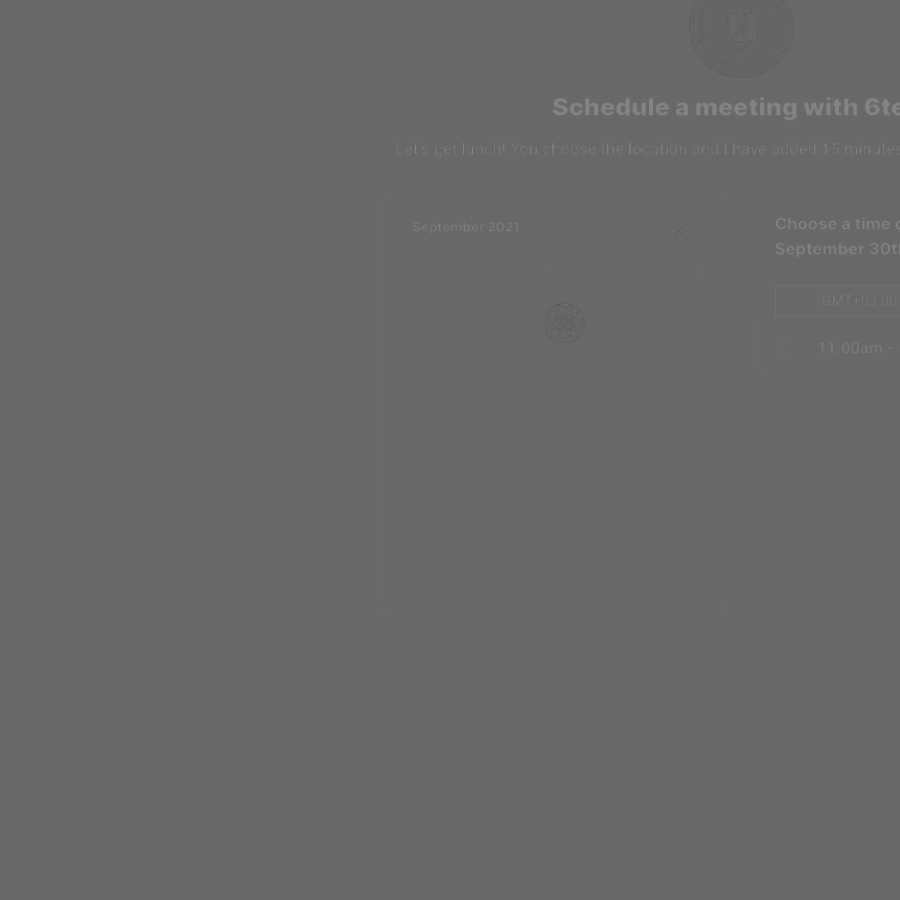 Schedule a meeting with 6te
Let's get lunch! You choose the location and I have added 15 minutes
September 2021
Choose a time o
September 30th
GMT+03:00
11:00am -